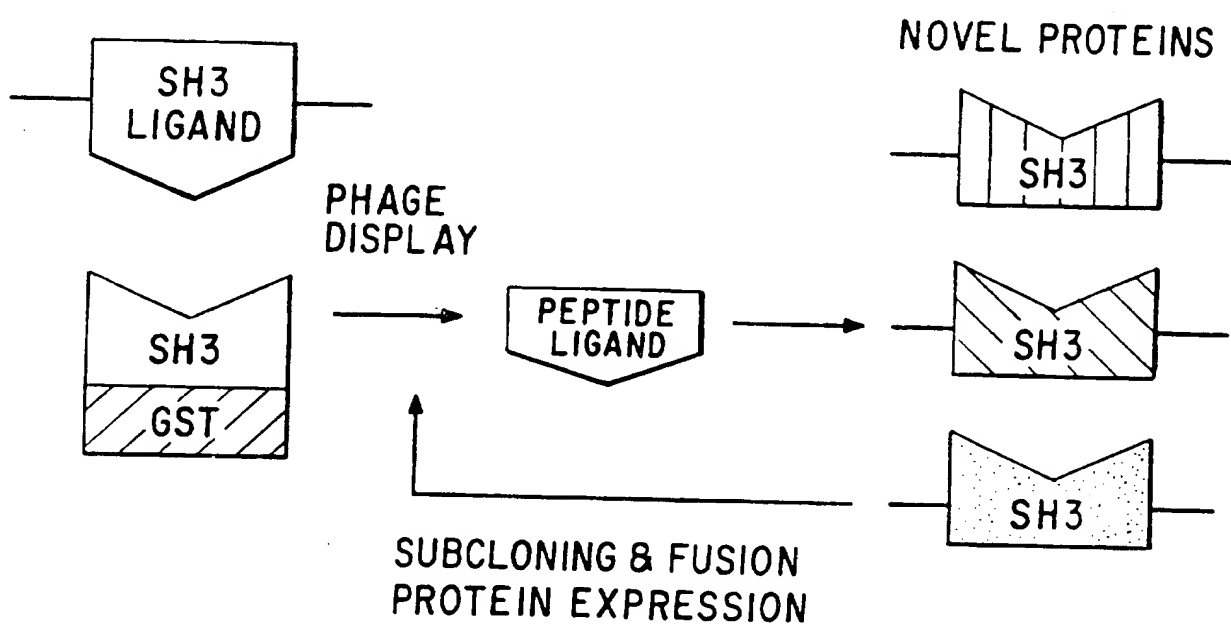 SH3
LIGAND
SH3
GST
PHAGE
DISPLAY
PEPTIDE
LIGAND
SUBCLONING & FUSION
PROTEIN EXPRESSION
NOVEL PROTEINS
SH3
SH3
SH3